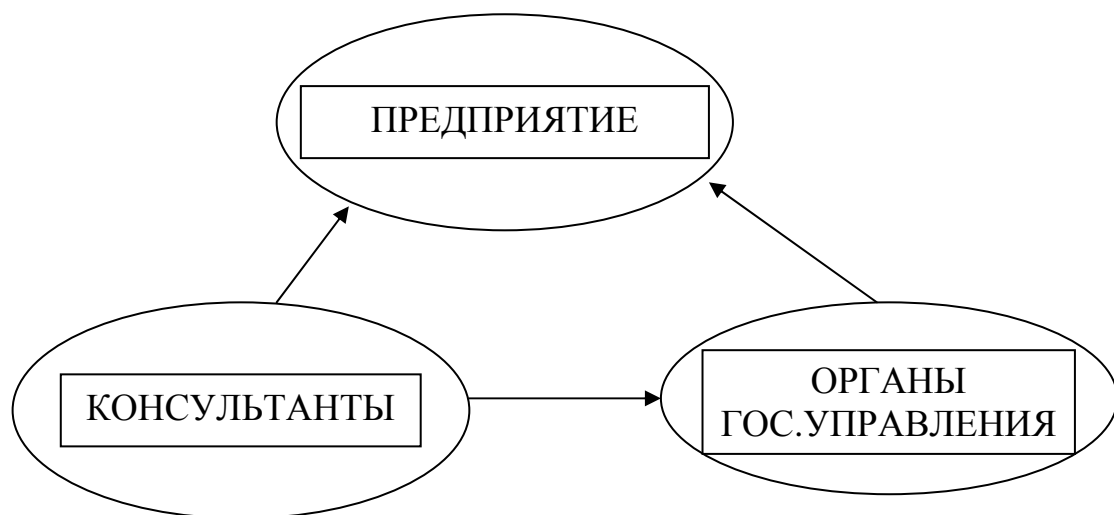 ПРЕДПРИЯТИЕ
КОНСУЛЬТАНТЫ
ОРГАНЫ
ГОС.УПРАВЛЕНИЯ